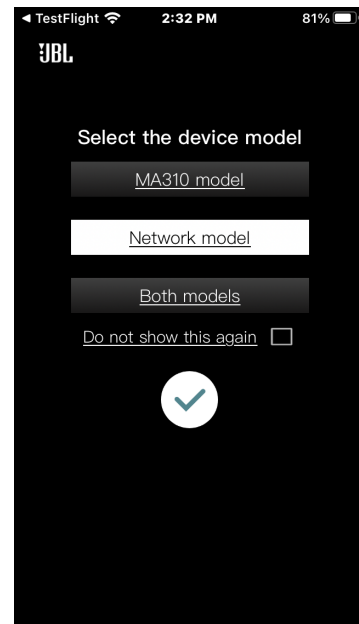 ◄ TestFlight 2:32 PM 81%
JBL
Select the device model
MA310 model
Network model
Both models
Do not show this again